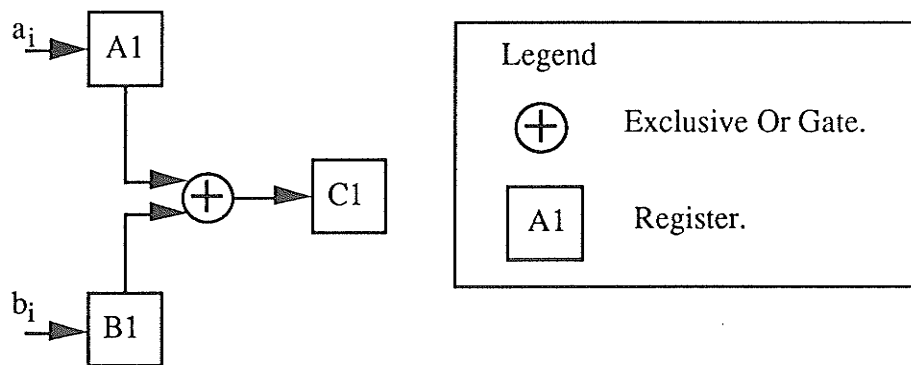 a_i
A1
C1
b_i
B1
Legend
Exclusive Or Gate.
A1
Register.